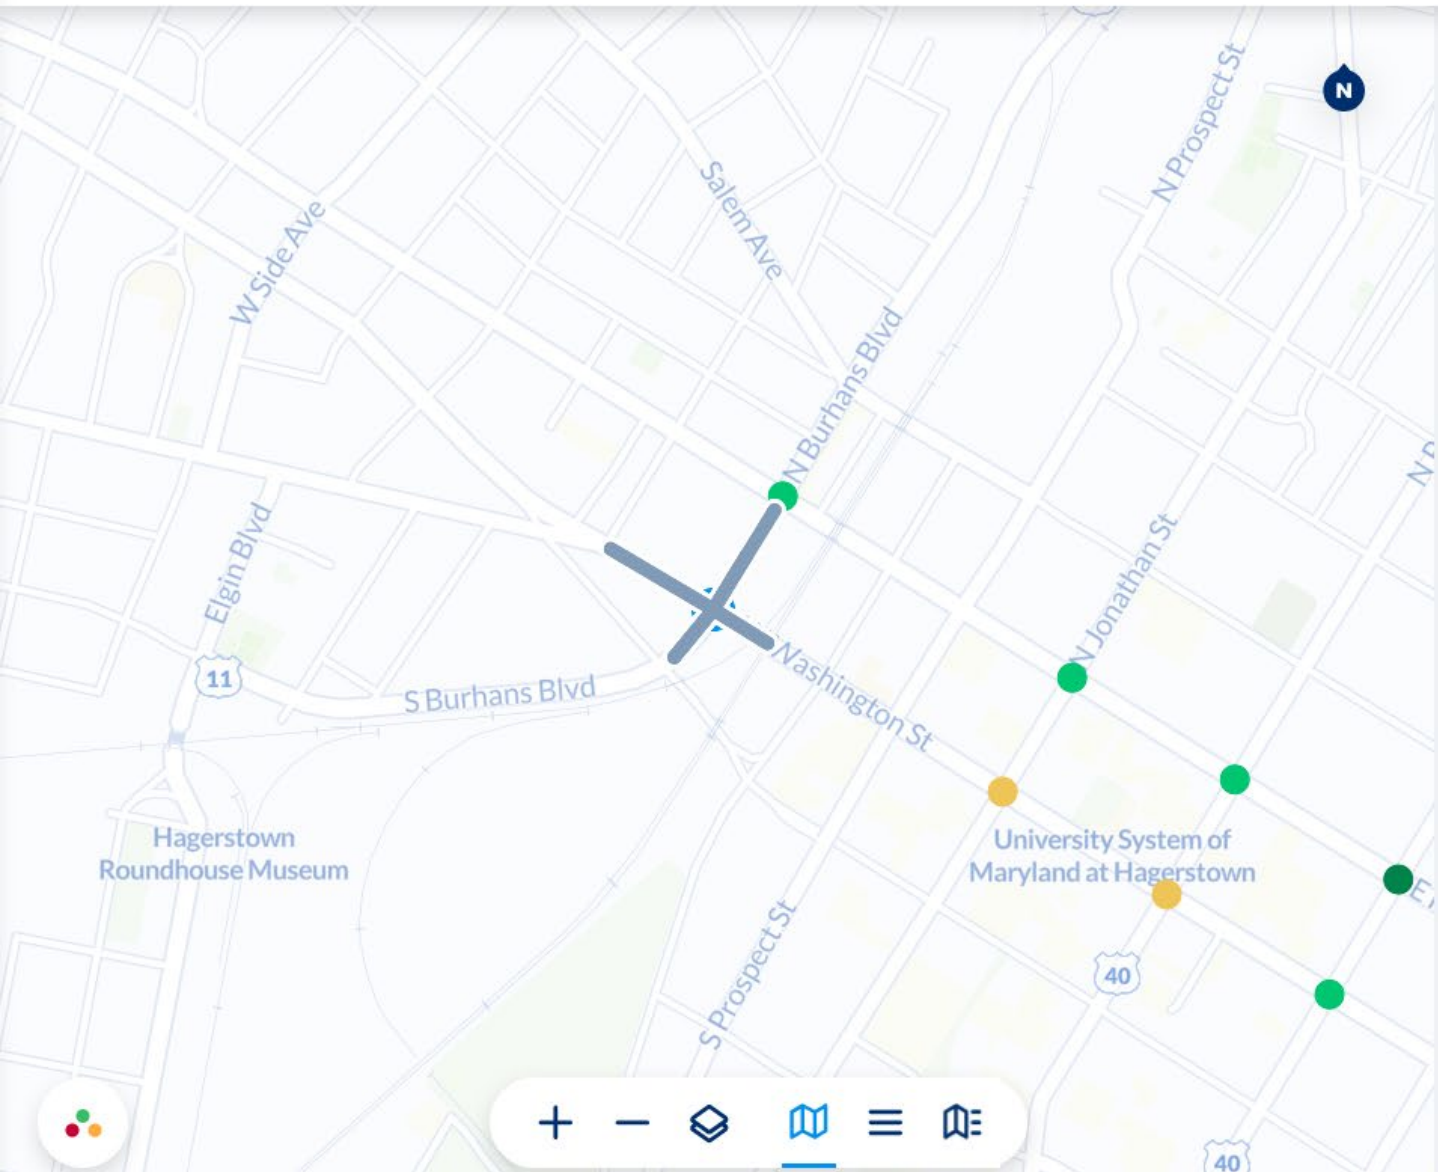 N Prospect St
N
Salem Ave
W Side Ave
N Burhans Blvd
Elgin Blvd
N Jonathan St
11
S Burhans Blvd
Washington St
Hagerstown
Roundhouse Museum
University System of
Maryland at Hagerstown
S Prospect St
40
40